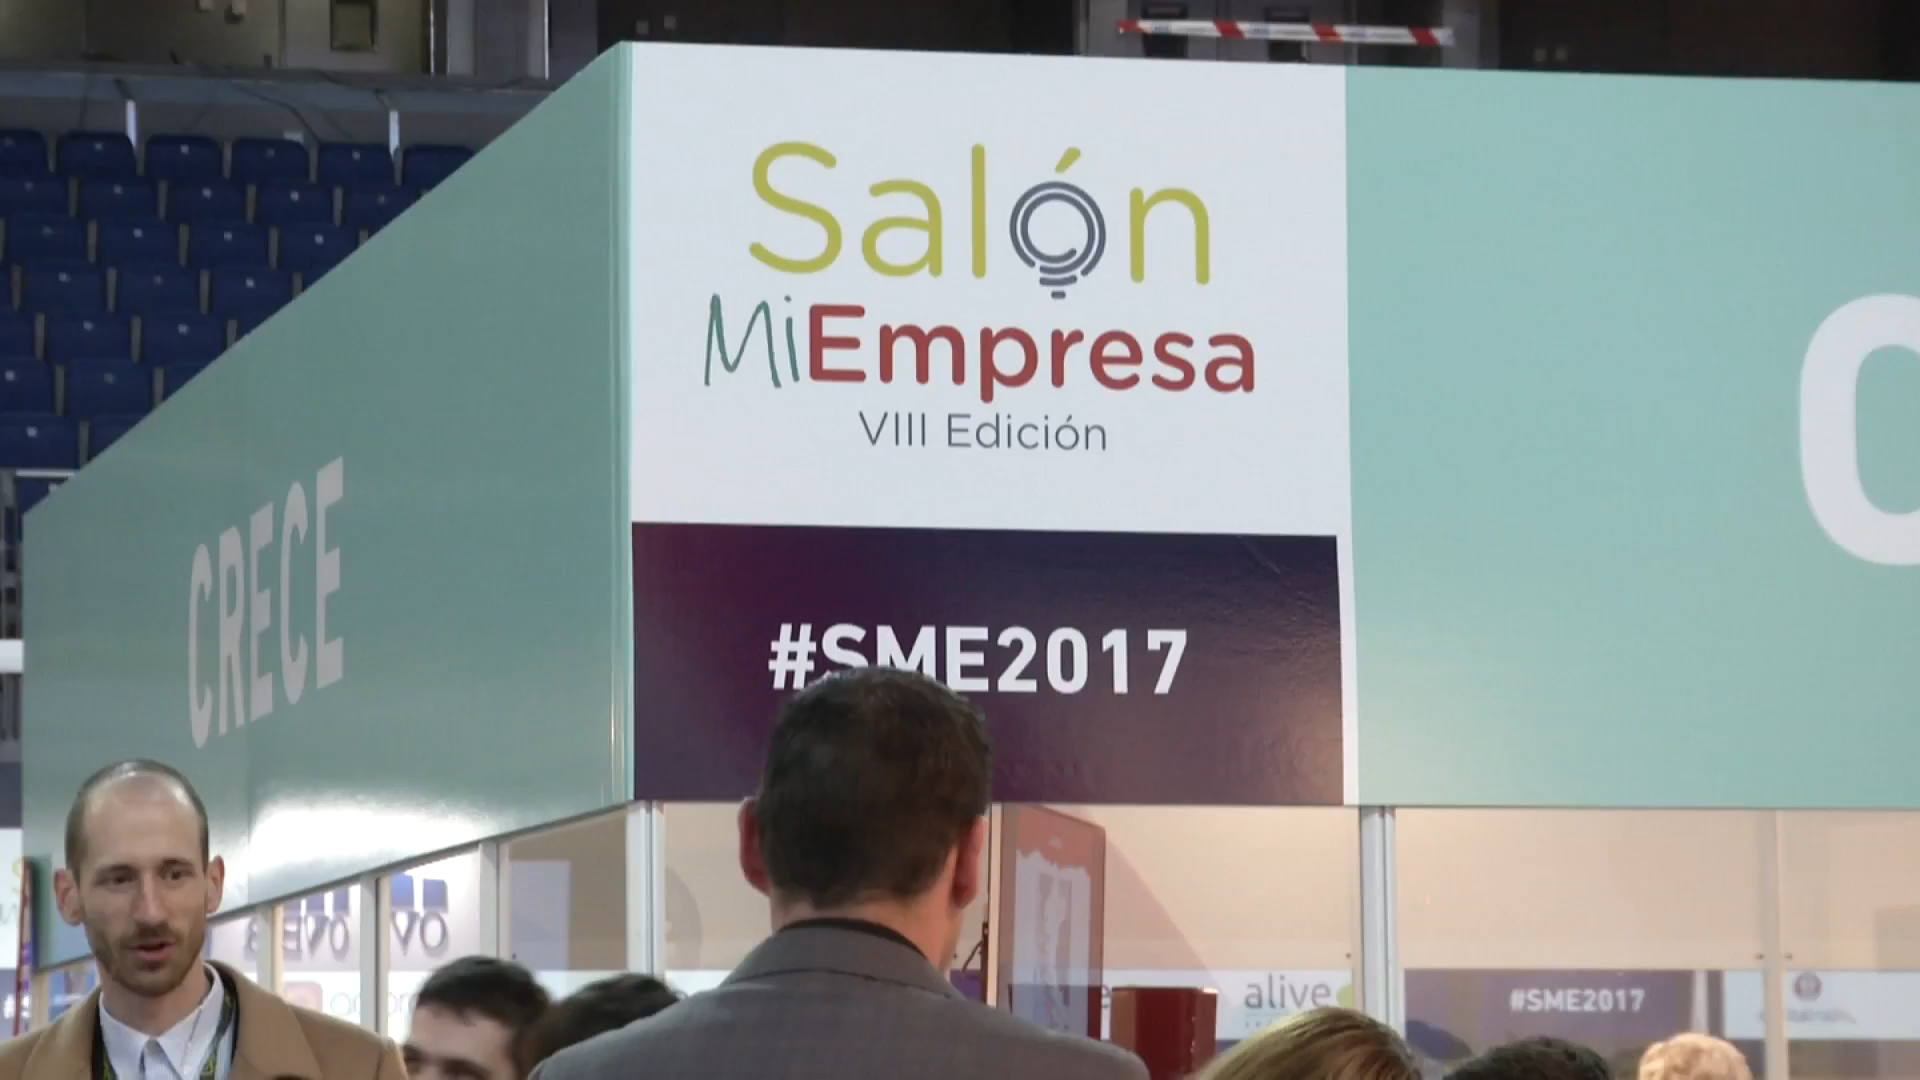 Salón
MiEmpresa
VIII Edición
#SME2017
CRECE
alive
#SME2017